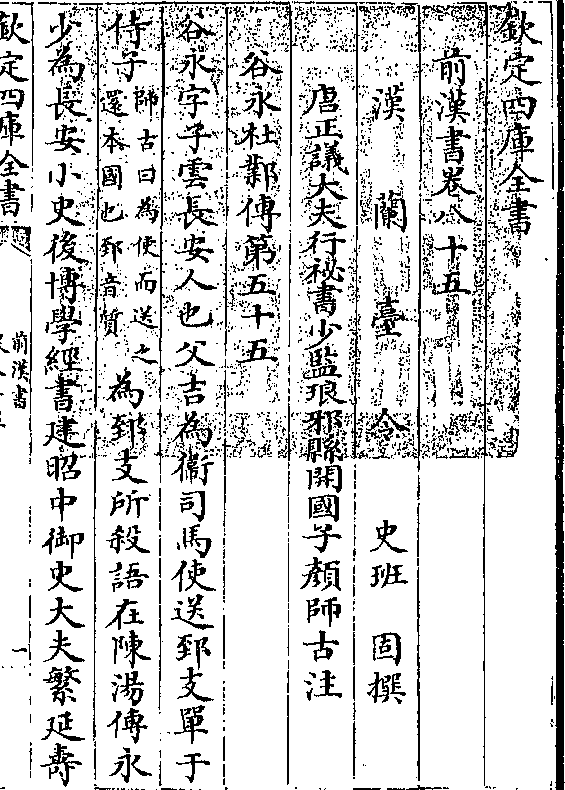 欽定四庫全書
前漢書卷八十五
漢蘭臺令史班固撰
唐正議大夫行祕書少監琅邪縣開國子顔師古注
谷永杜鄴傳第五十五
谷永字子雲長安人也父吉為衞司馬使送郅支單于
侍子師古曰為使而送之還本國也郅音質為郅支所殺語在陳湯傳永
少為長安小史後博學經書建昭中御史大夫繁延壽
欽定四庫全書
前漢書
一